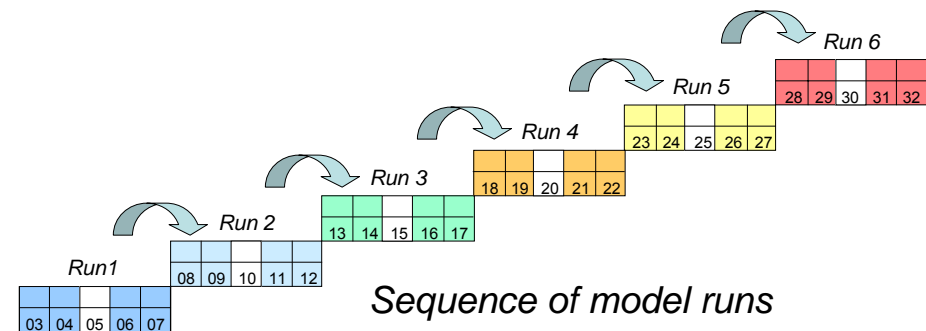 Run 6
28 29 30 31 32
Run 5
23 24 25 26 27
Run 4
18 19 20 21 22
Run 3
13 14 15 16 17
Run 2
08 09 10 11 12
Run1
03 04 05 06 07
Sequence of model runs